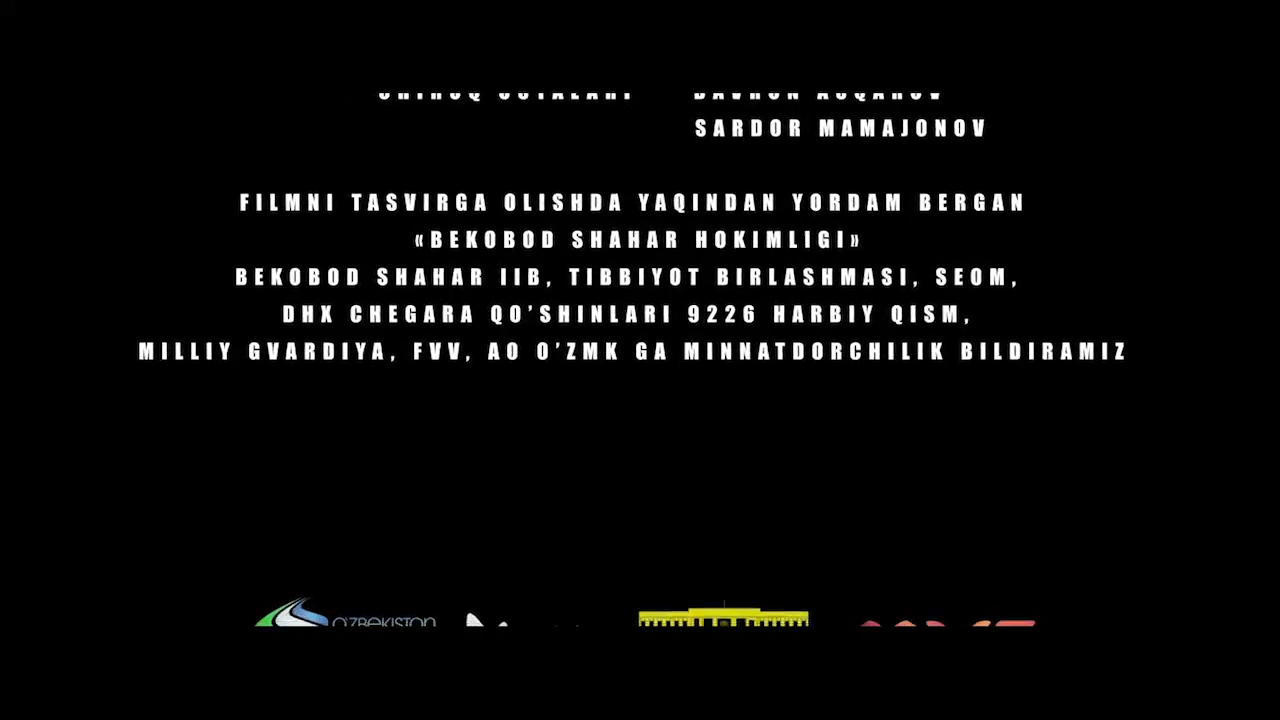 SARDOR MAMAJONOV
FILMNI TASVIRGA OLISHDA YAQINDAN YORDAM BERGAN
«BEKOBOD SHAHAR HOKIMLIGI»
BEKOBOD SHAHAR IIB, TIBBIYOT BIRLASHMASI, SEOM,
DHX CHEGARA QO’SHINLARI 9226 HARBIY QISM,
MILLIY GVARDIYA, FVV, AO O’ZMK GA MINNATDORCHILIK BILDIRAMIZ
O'ZBEKISTON